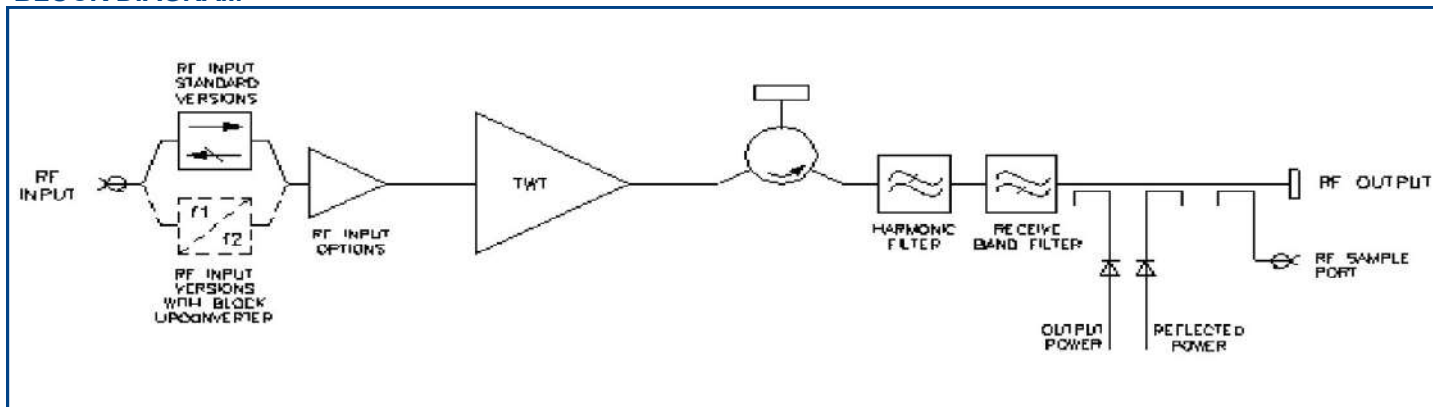 BLOCK DIAGRAM
RF INPUT
STANDARD
VERSIONS
RF
INPUT
f1
f2
RF INPUT
VERSIONS
WITH BLOCK
UPCONVERTER
RF INPUT
OPTIONS
TWT
HARMONIC
FILTER
RECEIVE
BAND FILTER
RF OUTPUT
RF SAMPLE
PORT
OUTPUT
POWER
REFLECTED
POWER